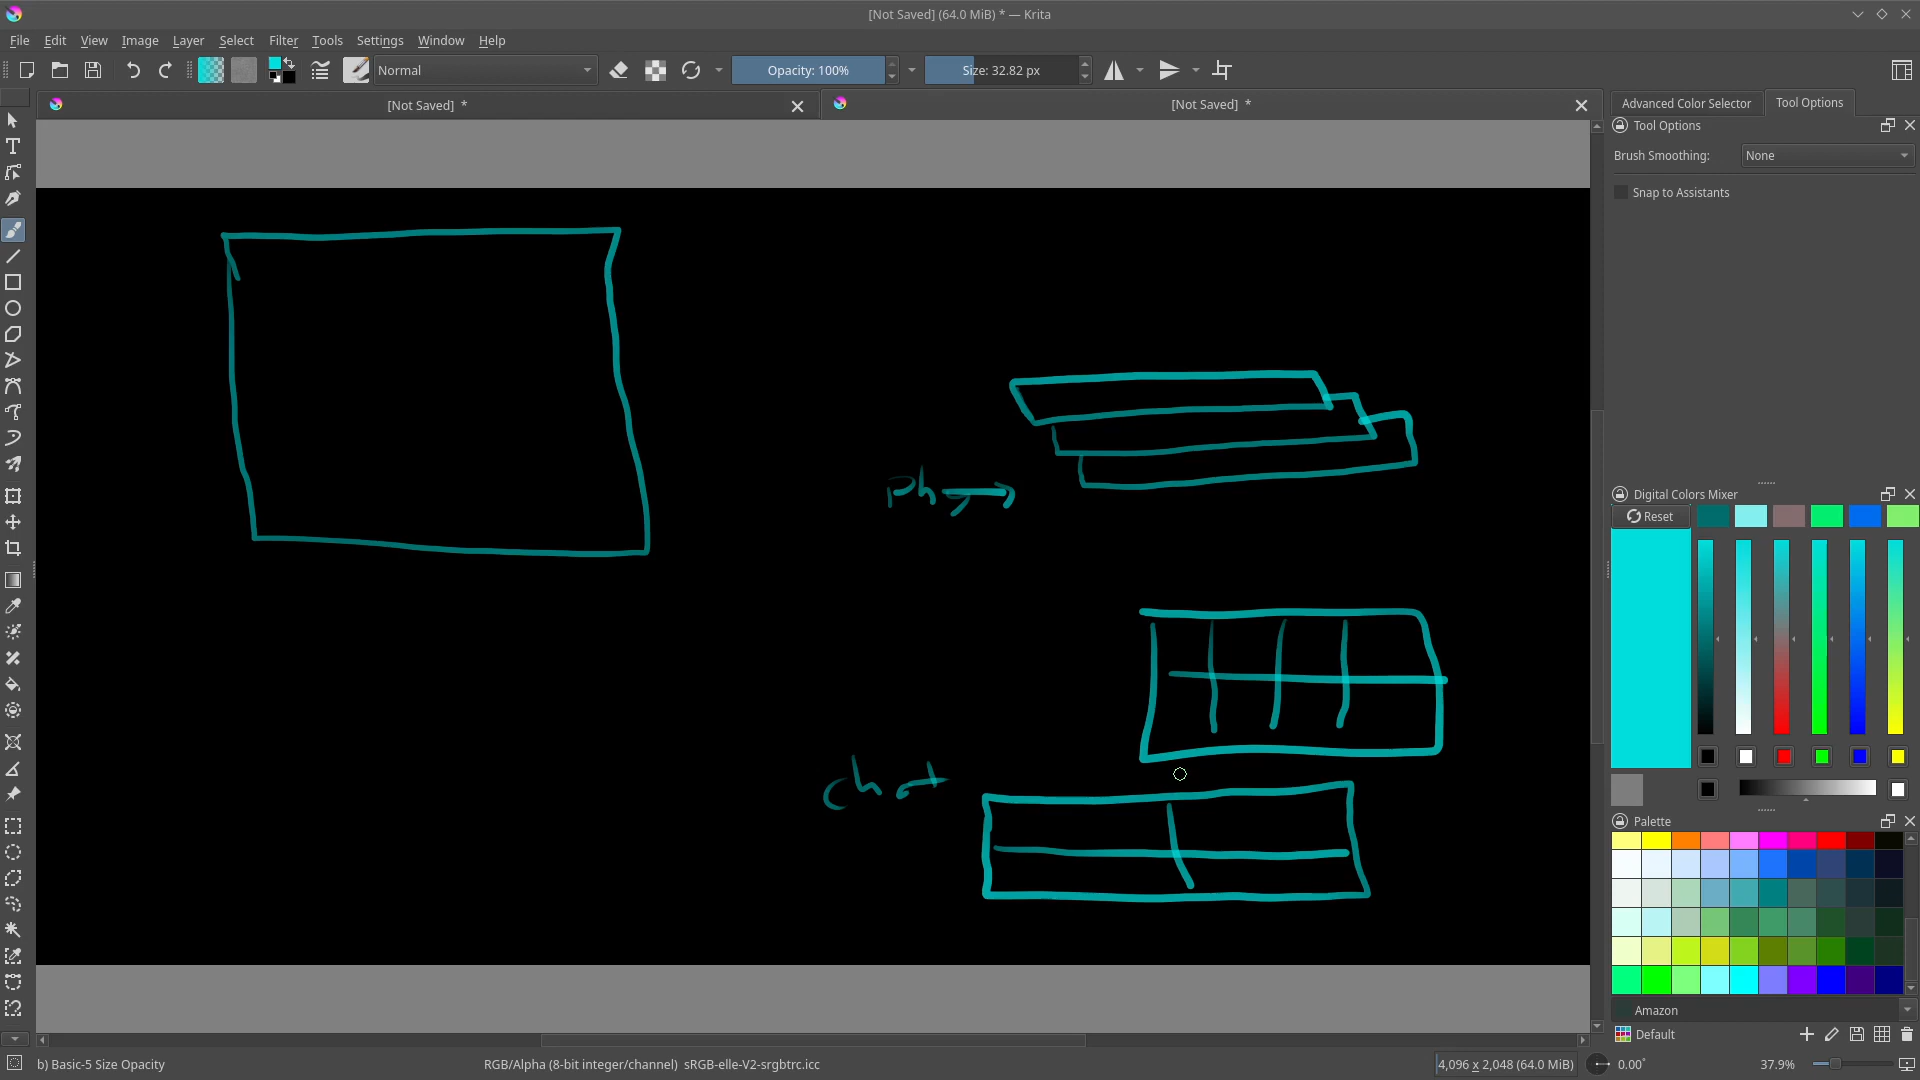 [Not Saved] (64.0 MiB) * — Krita
File Edit View Image Layer Select Filter Tools Settings Window Help
Normal Opacity: 100% Size: 32.82 px
[Not Saved] * [Not Saved] *
Advanced Color Selector Tool Options
Tool Options
Brush Smoothing: None
Snap to Assistants
Phy
Digital Colors Mixer
Reset
chat
Palette
Amazon
Default
b) Basic-5 Size Opacity RGB/Alpha (8-bit integer/channel) sRGB-elle-V2-srgbtrc.icc 4,096 x 2,048 (64.0 MiB) 0.00° 37.9%